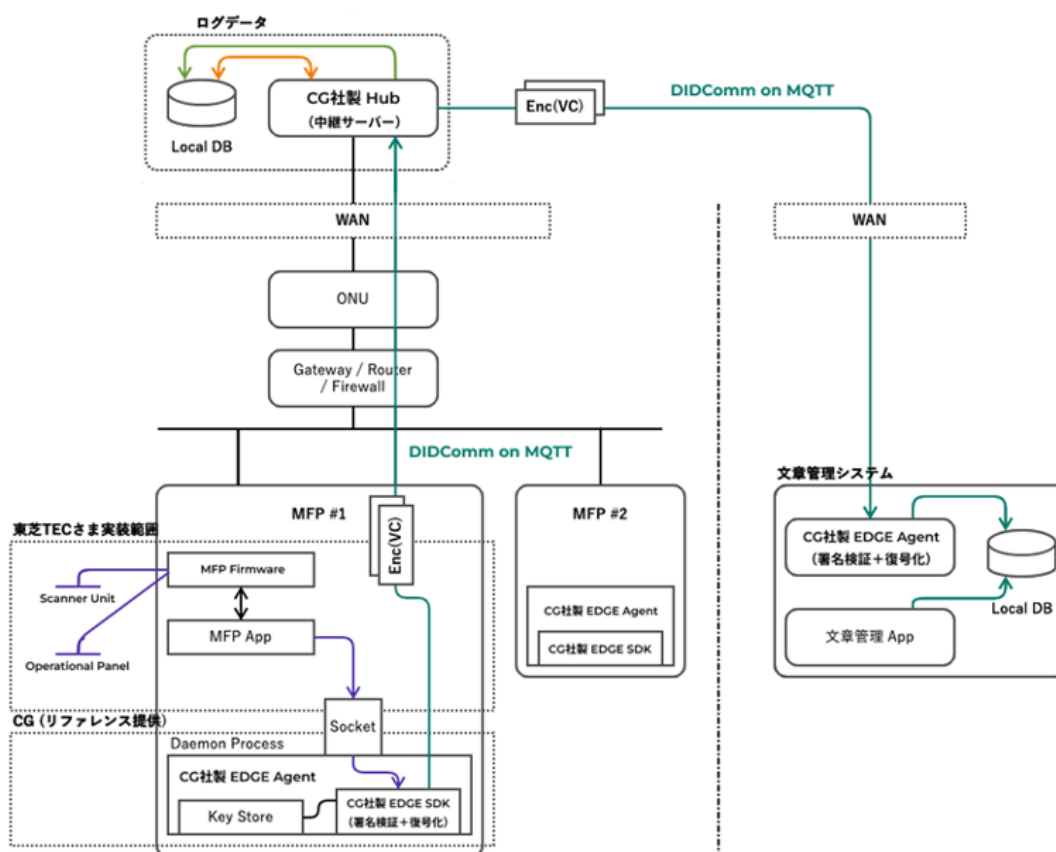 ログデータ
CG社製 Hub
（中継サーバー）
Local DB
Enc(VC)
DIDComm on MQTT
WAN
WAN
ONU
Gateway / Router
/ Firewall
DIDComm on MQTT
MFP #1
Enc(VC)
東芝TECさま実装範囲
MFP Firmware
Scanner Unit
MFP App
Operational Panel
CG (リファレンス提供)
Socket
Daemon Process
CG社製 EDGE Agent
Key Store
CG社製 EDGE SDK
（署名検証＋復号化）
MFP #2
CG社製 EDGE Agent
CG社製 EDGE SDK
文章管理システム
CG社製 EDGE Agent
（署名検証＋復号化）
Local DB
文章管理 App